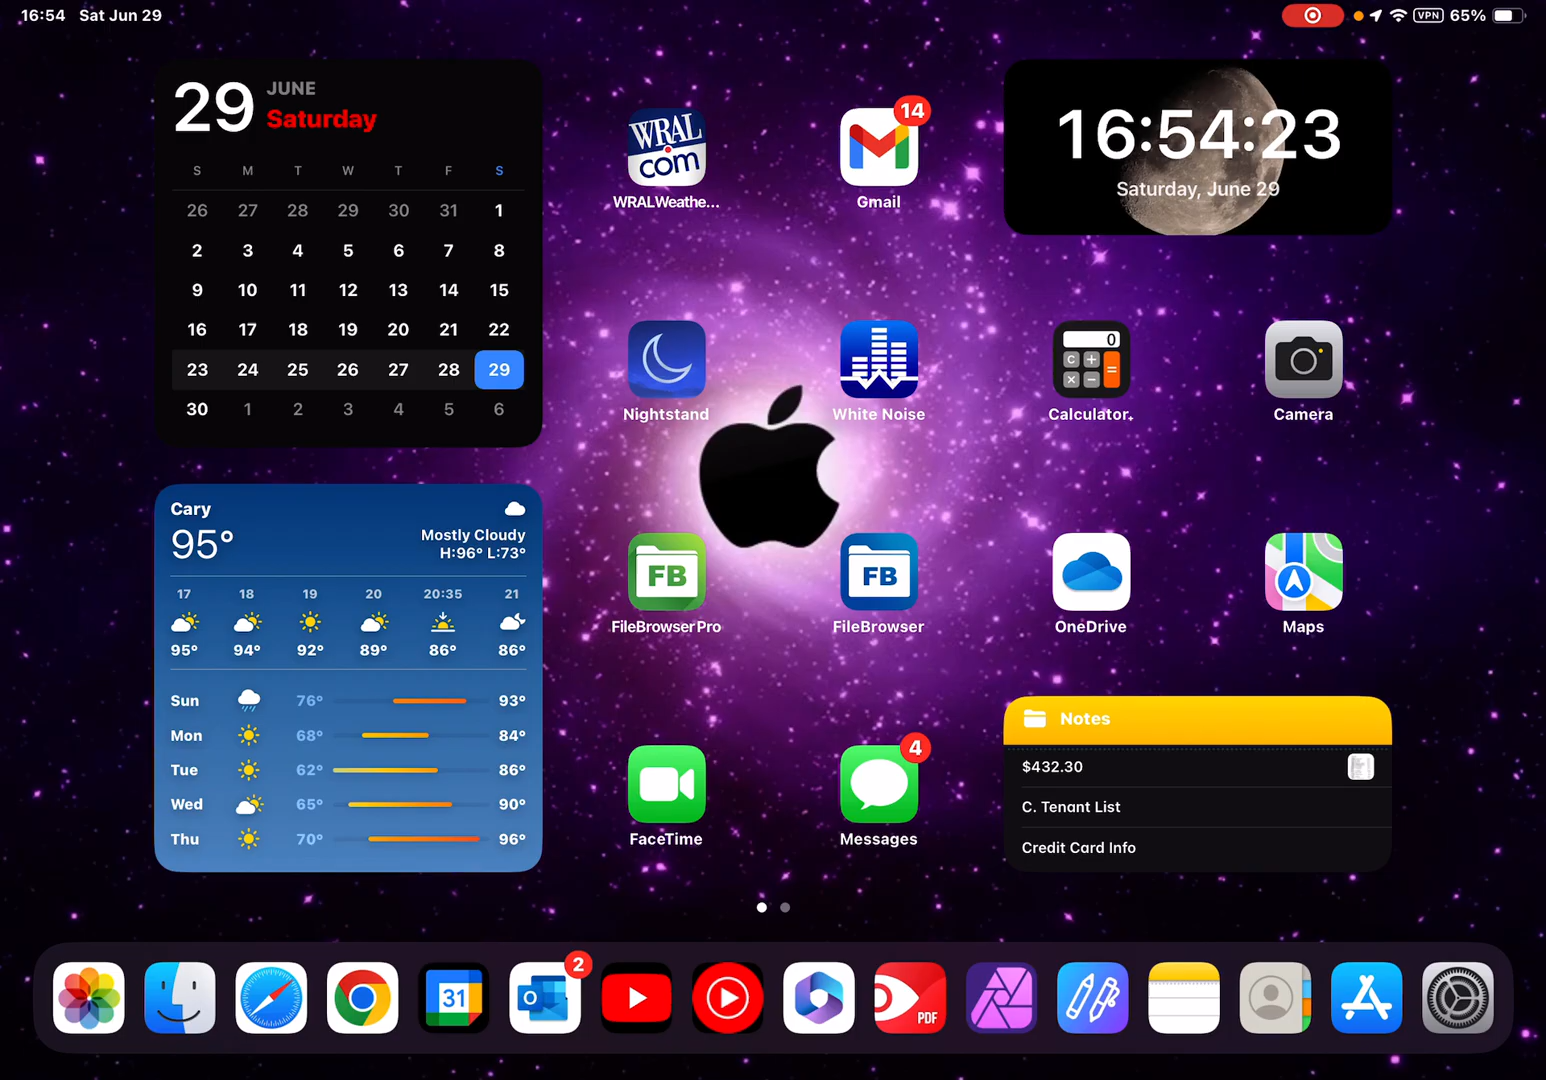 16:54 Sat Jun 29
VPN 65%
29 JUNE
Saturday
S M T W T F S
26 27 28 29 30 31 1
2 3 4 5 6 7 8
9 10 11 12 13 14 15
16 17 18 19 20 21 22
23 24 25 26 27 28 29
30 1 2 3 4 5 6
WRAL
com
WRALWeathe...
14
Gmail
16:54:23
Saturday, June 29
Nightstand
White Noise
0
C +
× − =
Calculator
Camera
Cary
95°
Mostly Cloudy
H:96° L:73°
17 18 19 20 20:35 21
95° 94° 92° 89° 86° 86°
Sun 76° 93°
Mon 68° 84°
Tue 62° 86°
Wed 65° 90°
Thu 70° 96°
FB
FileBrowserPro
FB
FileBrowser
OneDrive
Maps
FaceTime
4
Messages
Notes
$432.30
C. Tenant List
Credit Card Info
31
2
O
PDF